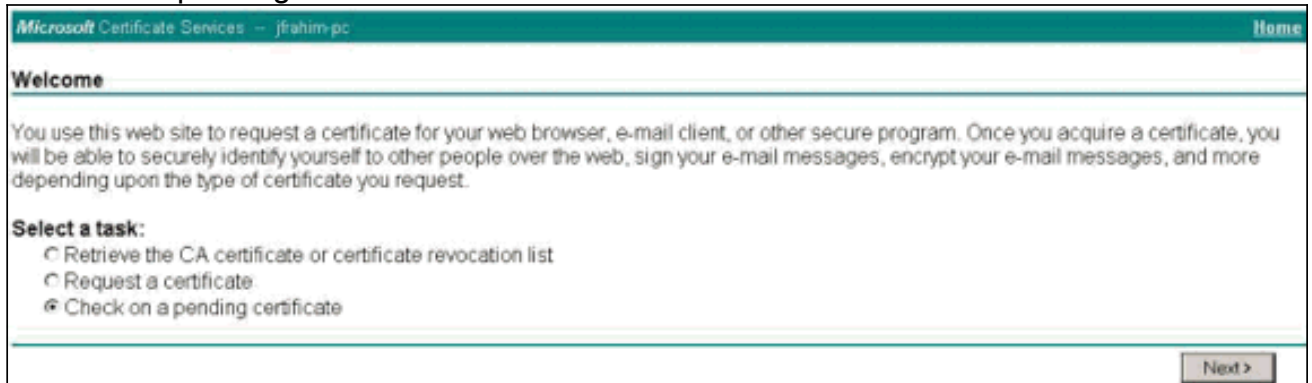 Microsoft Certificate Services -- jfrahim-pc Home
Welcome
You use this web site to request a certificate for your web browser, e-mail client, or other secure program. Once you acquire a certificate, you
will be able to securely identify yourself to other people over the web, sign your e-mail messages, encrypt your e-mail messages, and more
depending upon the type of certificate you request.
Select a task:
Retrieve the CA certificate or certificate revocation list
Request a certificate
Check on a pending certificate
Next >